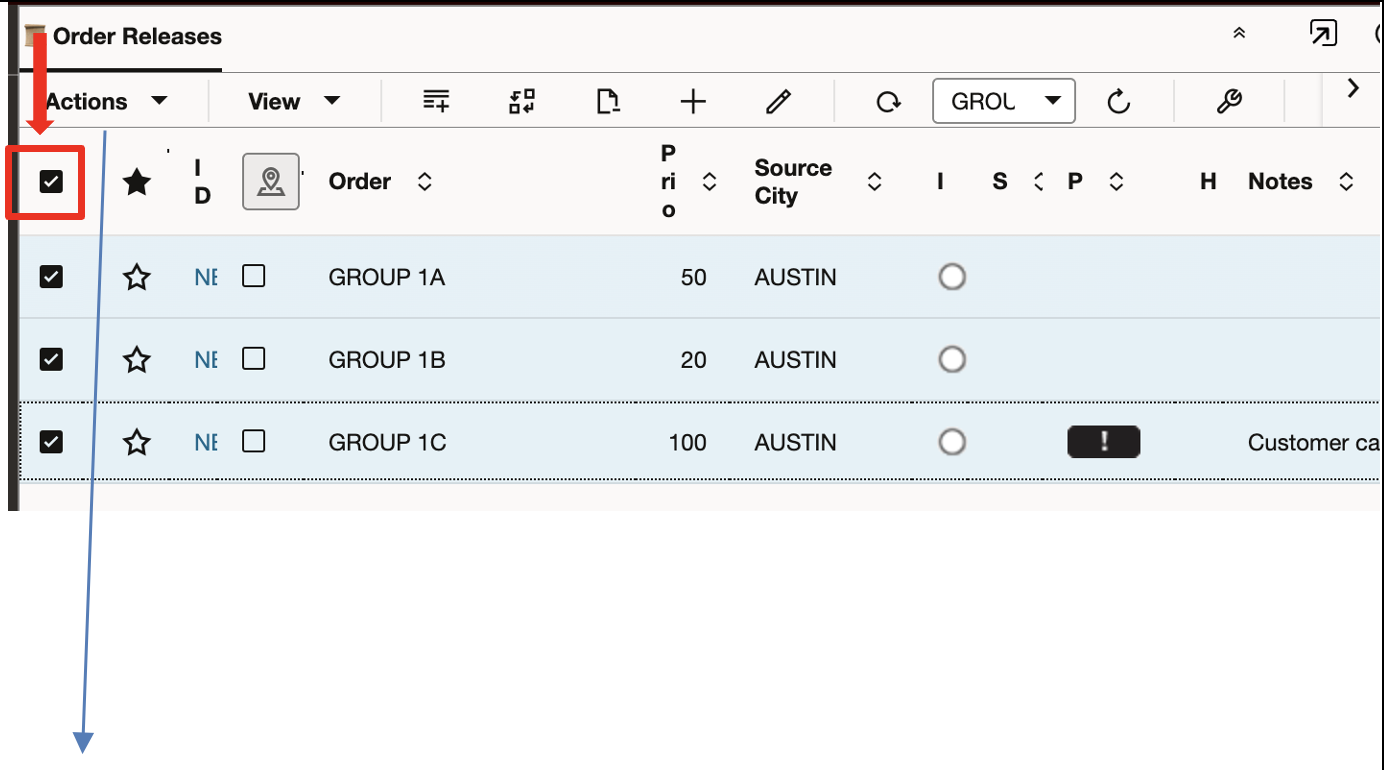 Order Releases
Actions View GROU
ID Order Prio Source City I S P H Notes
NE GROUP 1A 50 AUSTIN
NE GROUP 1B 20 AUSTIN
NE GROUP 1C 100 AUSTIN ! Customer ca